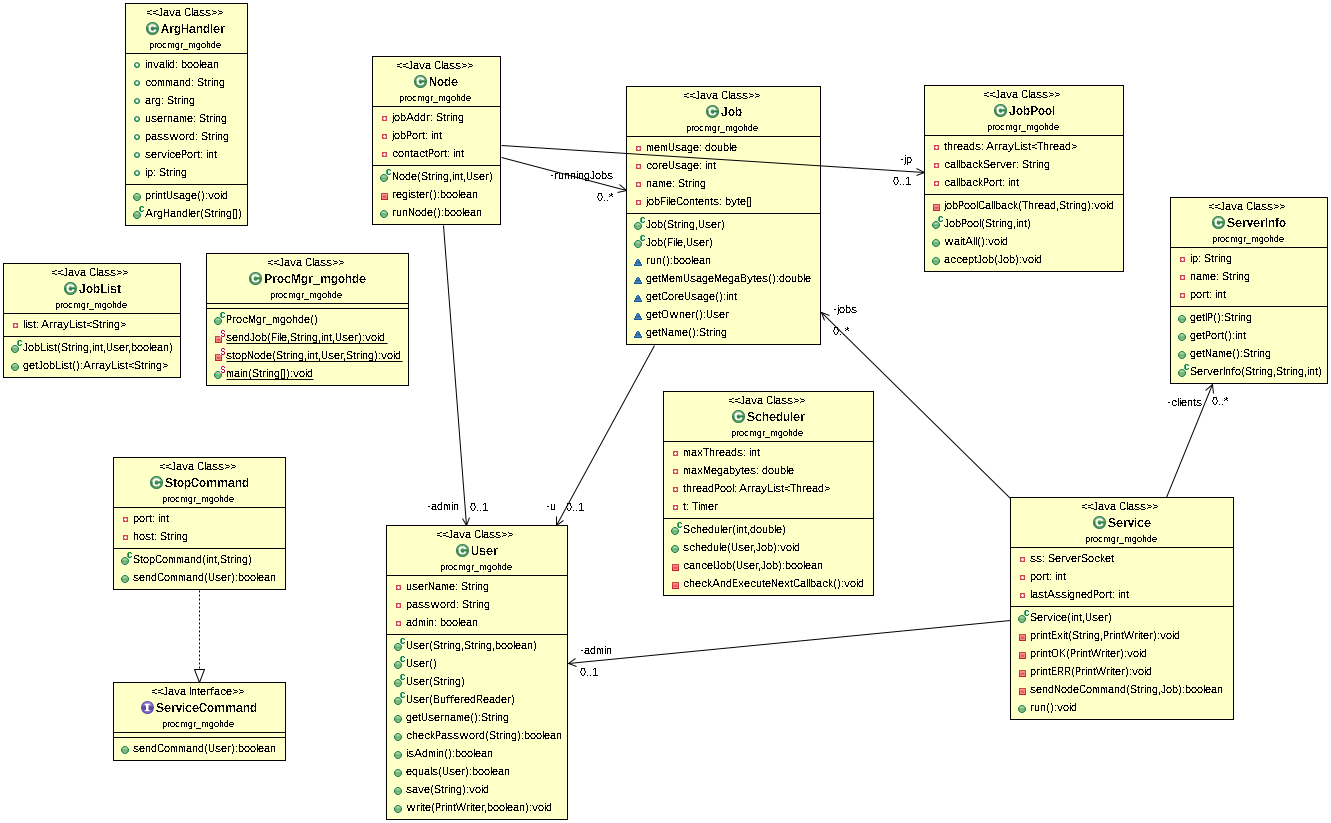 <<Java Class>>
ArgHandler
procmgr_mgohde
invalid: boolean
command: String
arg: String
username: String
password: String
servicePort: int
ip: String
printUsage():void
ArgHandler(String[])
<<Java Class>>
Node
procmgr_mgohde
jobAddr: String
jobPort: int
contactPort: int
Node(String,int,User)
register():boolean
runNode():boolean
<<Java Class>>
Job
procmgr_mgohde
memUsage: double
coreUsage: int
name: String
jobFileContents: byte[]
Job(String,User)
Job(File,User)
run():boolean
getMemUsageMegaBytes():double
getCoreUsage():int
getOwner():User
getName():String
<<Java Class>>
JobPool
procmgr_mgohde
threads: ArrayList<Thread>
callbackServer: String
callbackPort: int
jobPoolCallback(Thread,String):void
JobPool(String,int)
waitAll():void
acceptJob(Job):void
-jp
0..1
-runningJobs
0..*
<<Java Class>>
ServerInfo
procmgr_mgohde
ip: String
name: String
port: int
getIP():String
getPort():int
getName():String
ServerInfo(String,String,int)
<<Java Class>>
JobList
procmgr_mgohde
list: ArrayList<String>
JobList(String,int,User,boolean)
getJobList():ArrayList<String>
<<Java Class>>
ProcMgr_mgohde
procmgr_mgohde
ProcMgr_mgohde()
sendJob(File,String,int,User):void
stopNode(String,int,User,String):void
main(String[]):void
-jobs
0..*
-clients
0..*
<<Java Class>>
Scheduler
procmgr_mgohde
maxThreads: int
maxMegabytes: double
threadPool: ArrayList<Thread>
t: Timer
Scheduler(int,double)
schedule(User,Job):void
cancelJob(User,Job):boolean
checkAndExecuteNextCallback():void
<<Java Class>>
StopCommand
procmgr_mgohde
port: int
host: String
StopCommand(int,String)
sendCommand(User):boolean
-admin
0..1
-u
0..1
<<Java Class>>
User
procmgr_mgohde
userName: String
password: String
admin: boolean
User(String,String,boolean)
User()
User(String)
User(BufferedReader)
getUsername():String
checkPassword(String):boolean
isAdmin():boolean
equals(User):boolean
save(String):void
write(PrintWriter,boolean):void
<<Java Class>>
Service
procmgr_mgohde
ss: ServerSocket
port: int
lastAssignedPort: int
Service(int,User)
printExit(String,PrintWriter):void
printOK(PrintWriter):void
printERR(PrintWriter):void
sendNodeCommand(String,Job):boolean
run():void
-admin
0..1
<<Java Interface>>
ServiceCommand
procmgr_mgohde
sendCommand(User):boolean